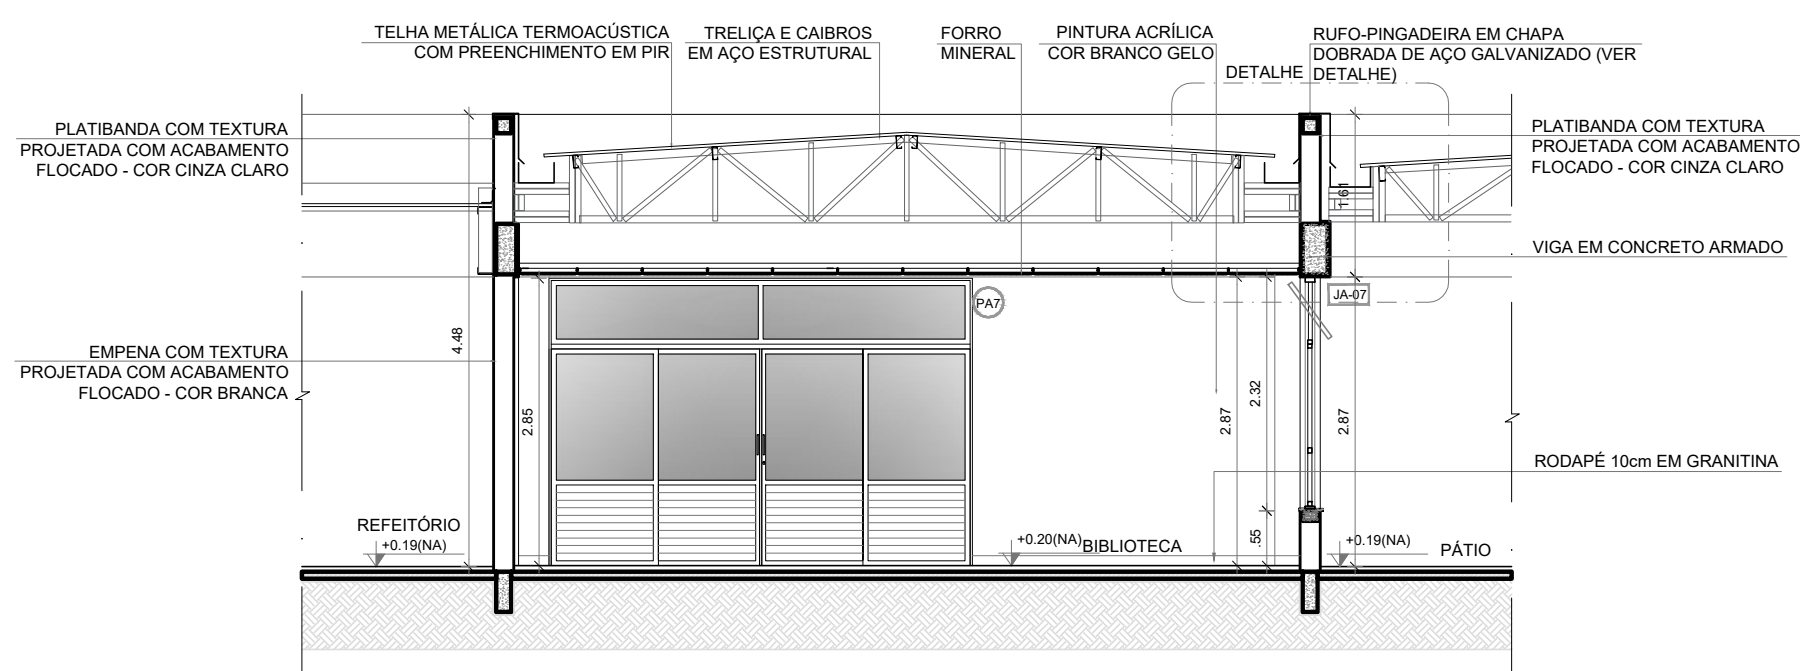 TELHA METÁLICA TERMOACÚSTICA
COM PREENCHIMENTO EM PIR
TRELIÇA E CAIBROS
EM AÇO ESTRUTURAL
FORRO
MINERAL
PINTURA ACRÍLICA
COR BRANCO GELO
RUFO-PINGADEIRA EM CHAPA
DOBRADA DE AÇO GALVANIZADO (VER
DETALHE)
DETALHE
PLATIBANDA COM TEXTURA
PROJETADA COM ACABAMENTO
FLOCADO - COR CINZA CLARO
PLATIBANDA COM TEXTURA
PROJETADA COM ACABAMENTO
FLOCADO - COR CINZA CLARO
1.61
VIGA EM CONCRETO ARMADO
PA7
JA-07
4.48
EMPENA COM TEXTURA
PROJETADA COM ACABAMENTO
FLOCADO - COR BRANCA
2.85
2.87
2.32
2.87
RODAPÉ 10cm EM GRANITINA
REFEITÓRIO
+0.19(NA)
+0.20(NA)
BIBLIOTECA
.55
+0.19(NA)
PÁTIO